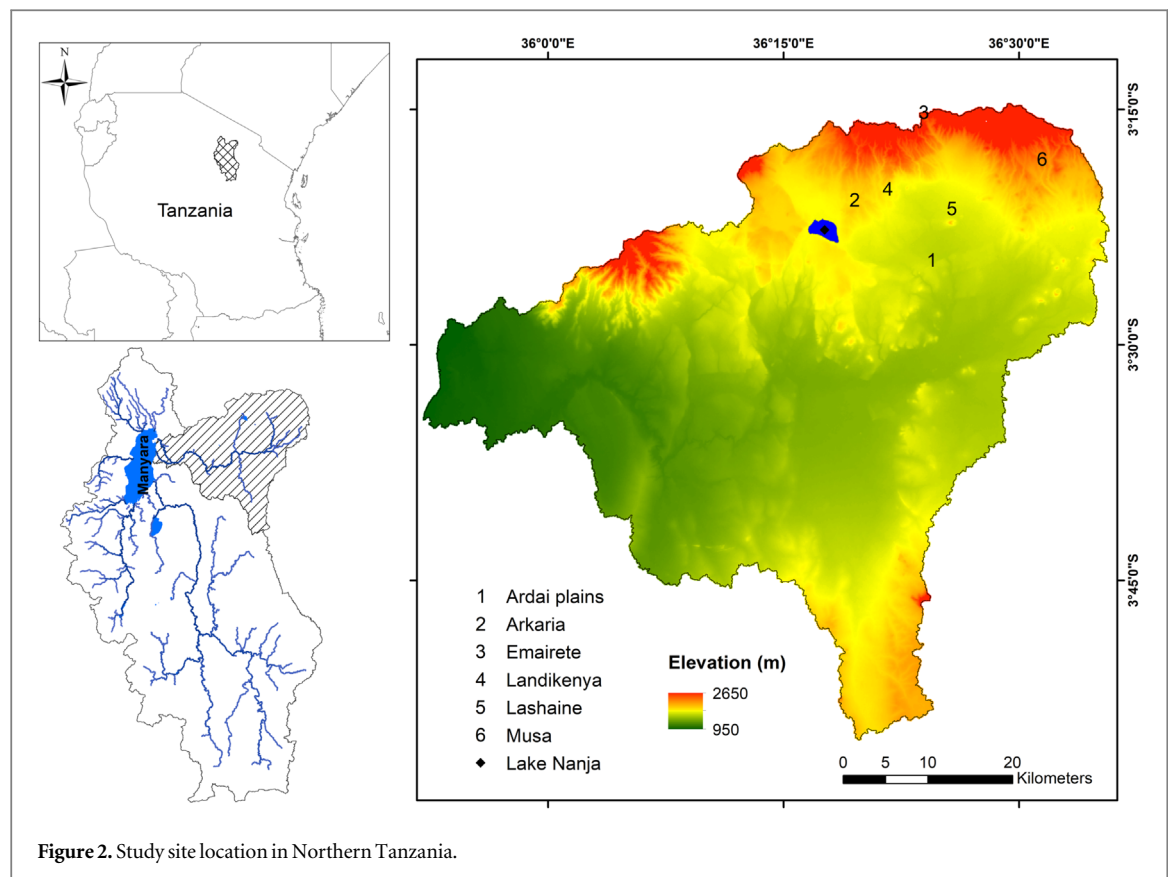 N
Tanzania
Manyara
36°0'0"E
36°15'0"E
36°30'0"E
3°15'0"S
3°30'0"S
3°45'0"S
3
6
4
2
5
1
1 Ardai plains
2 Arkaria
3 Emairete
4 Landikenya
5 Lashaine
6 Musa
◆ Lake Nanja
Elevation (m)
2650
950
0 5 10 20
Kilometers
Figure 2. Study site location in Northern Tanzania.